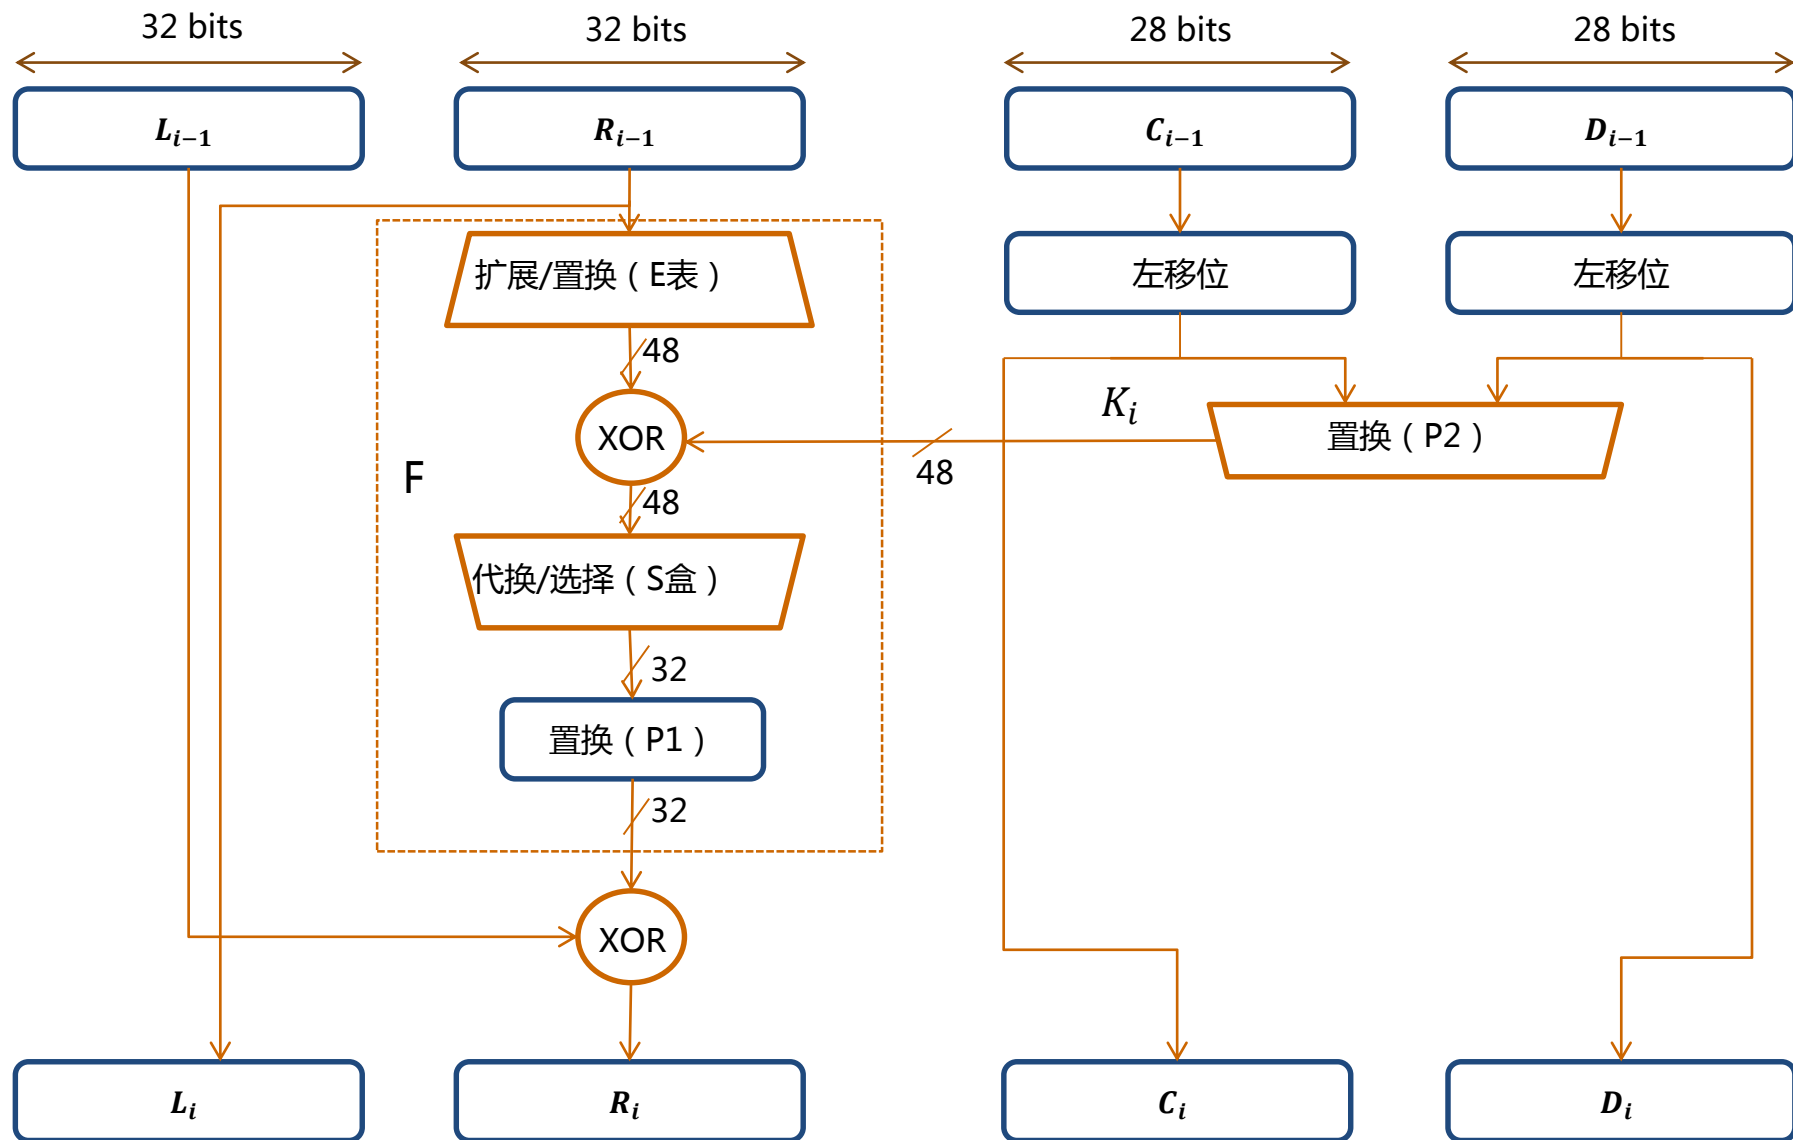 32 bits 32 bits 28 bits 28 bits
L_{i-1} R_{i-1} C_{i-1} D_{i-1}
扩展/置换（E表） 左移位 左移位
48
K_i
XOR 置换（P2）
48
F
48
代换/选择（S盒）
32
置换（P1）
32
XOR
L_i R_i C_i D_i